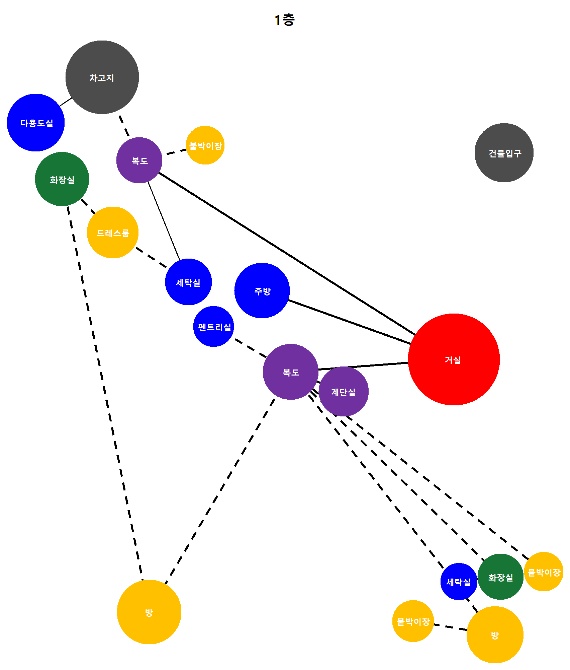 1층
차고지
다용도실
복도
붙박이장
건물입구
화장실
드레스룸
세탁실
주방
펜트리실
거실
복도
계단실
세탁실
화장실
붙박이장
방
붙박이장
방